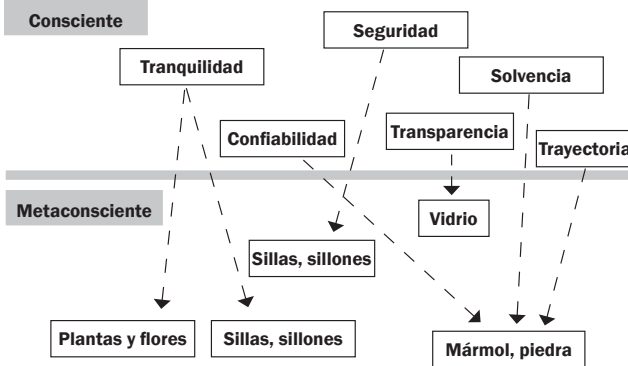 Consciente
Seguridad
Tranquilidad
Solvencia
Confiabilidad
Transparencia
Trayectoria
Metaconsciente
Vidrio
Sillas, sillones
Plantas y flores
Sillas, sillones
Mármol, piedra